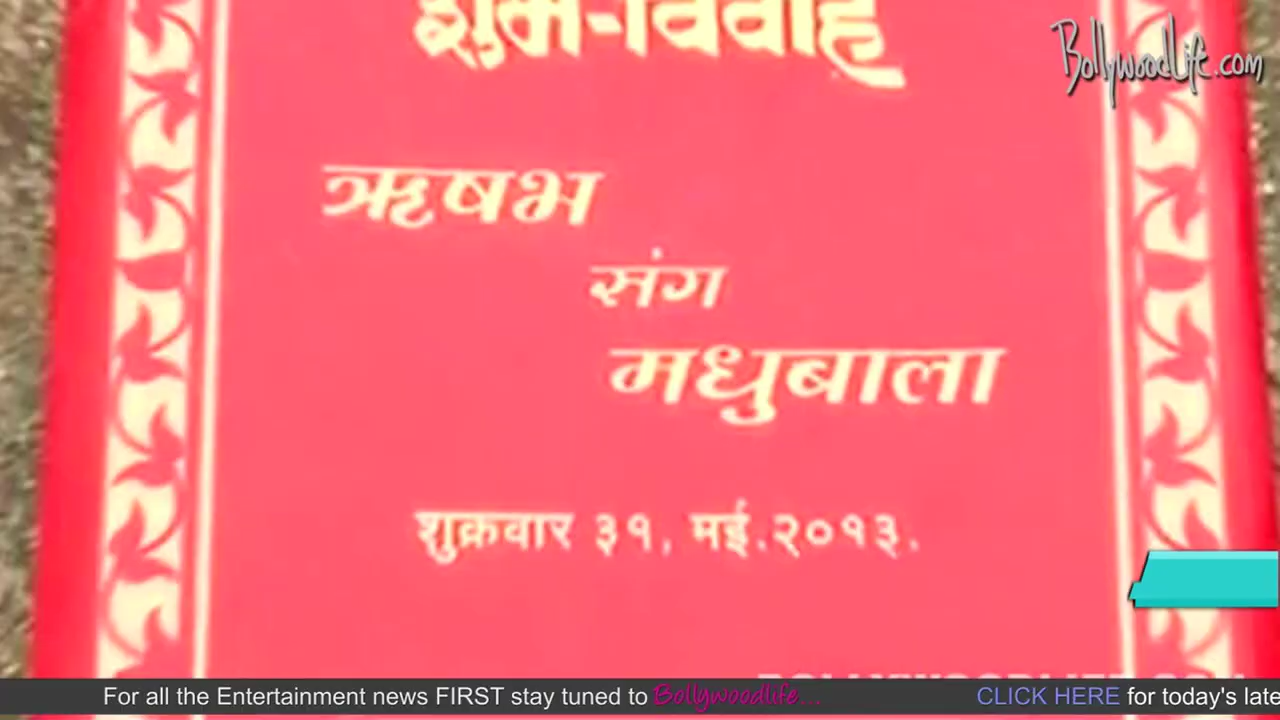 शुभ-विवाह
BollywoodLife.com
ऋषभ
संग
मधुबाला
शुक्रवार ३१, मई.२०१३.
For all the Entertainment news FIRST stay tuned to Bollywoodlife... CLICK HERE for today's late